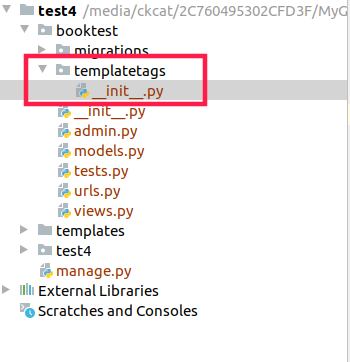 test4 /media/ckcat/2C760495302CFD3F/MyG
booktest
migrations
templatetags
__init__.py
__init__.py
admin.py
models.py
tests.py
urls.py
views.py
templates
test4
manage.py
External Libraries
Scratches and Consoles